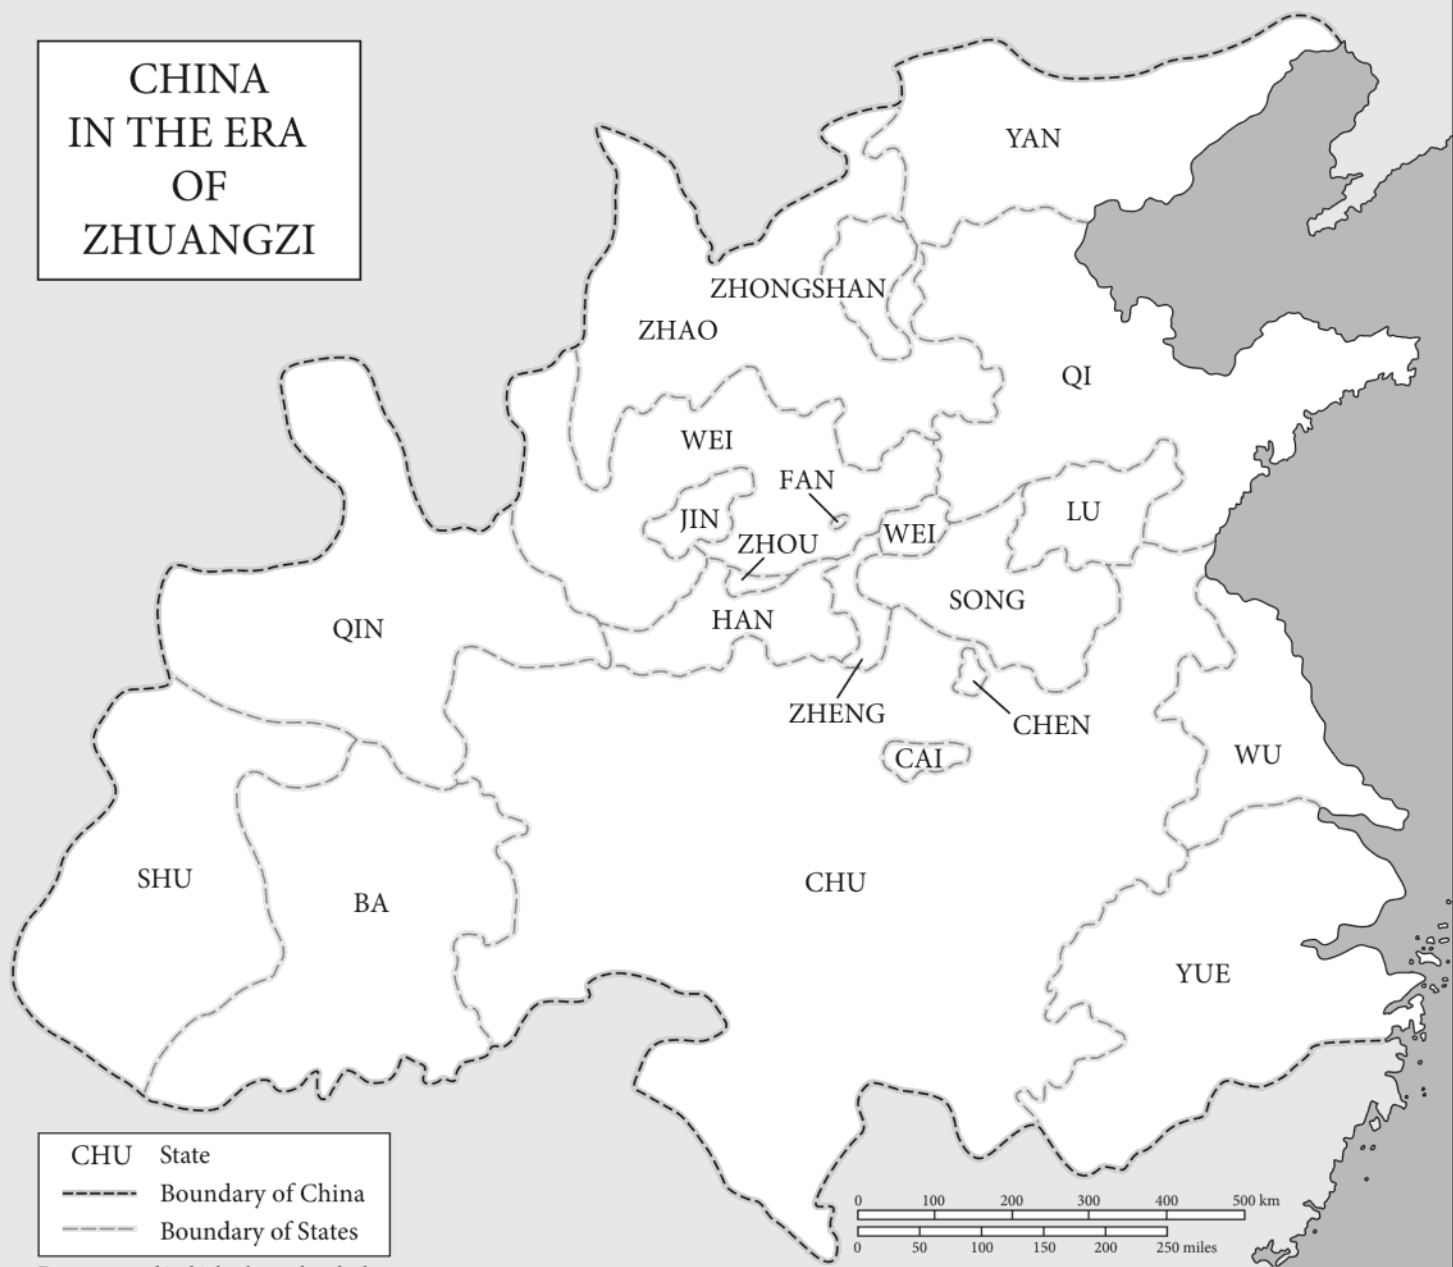 CHINA
IN THE ERA
OF
ZHUANGZI
YAN
ZHONGSHAN
ZHAO
QI
WEI
FAN
JIN
LU
WEI
ZHOU
SONG
HAN
QIN
ZHENG
CHEN
CAI
WU
SHU
BA
CHU
YUE
CHU State
Boundary of China
Boundary of States
0 100 200 300 400 500 km
0 50 100 150 200 250 miles